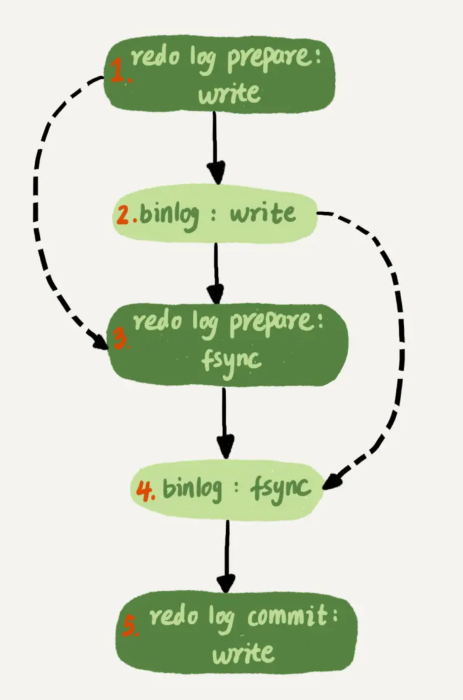 1. redo log prepare:
write
2. binlog : write
3. redo log prepare:
fsync
4. binlog : fsync
5. redo log commit:
write